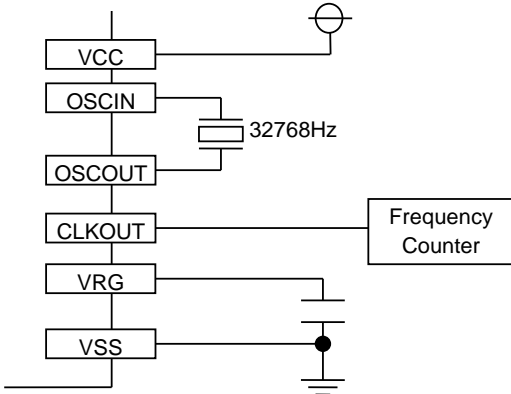 VCC
OSCIN
32768Hz
OSCOUT
CLKOUT
Frequency
Counter
VRG
VSS